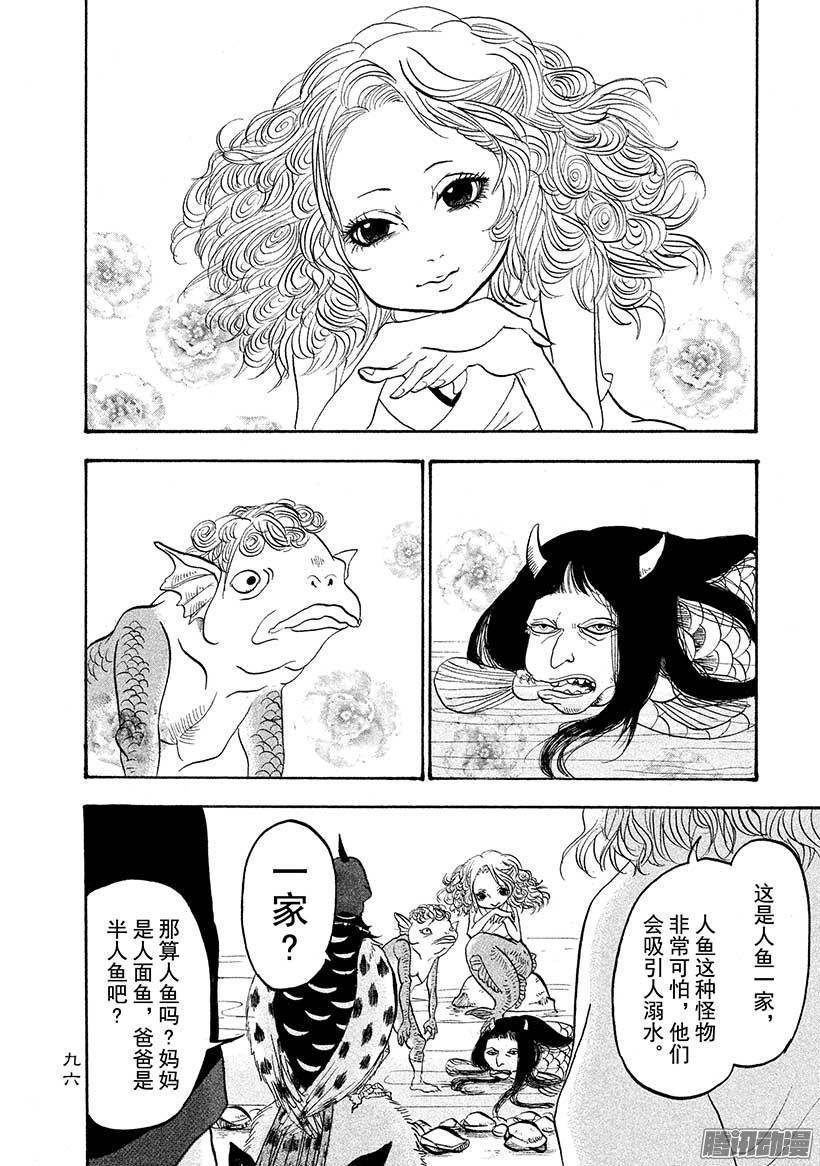 这是人鱼一家，
人鱼这种怪物
非常可怕，他们
会吸引人溺水。
一家？
那算人鱼吗？妈妈
是人面鱼，爸爸是
半人鱼吧？
九六
腾讯动漫